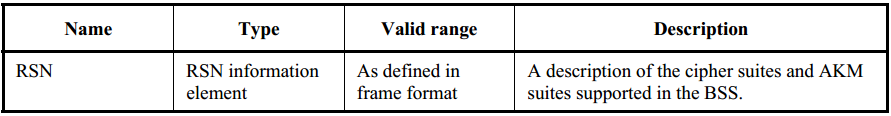 Name Type Valid range Description
RSN RSN information As defined in A description of the cipher suites and AKM
element frame format suites supported in the BSS.